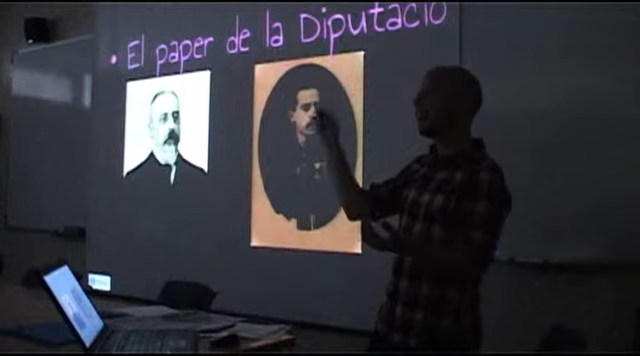 • El paper de la Diputació